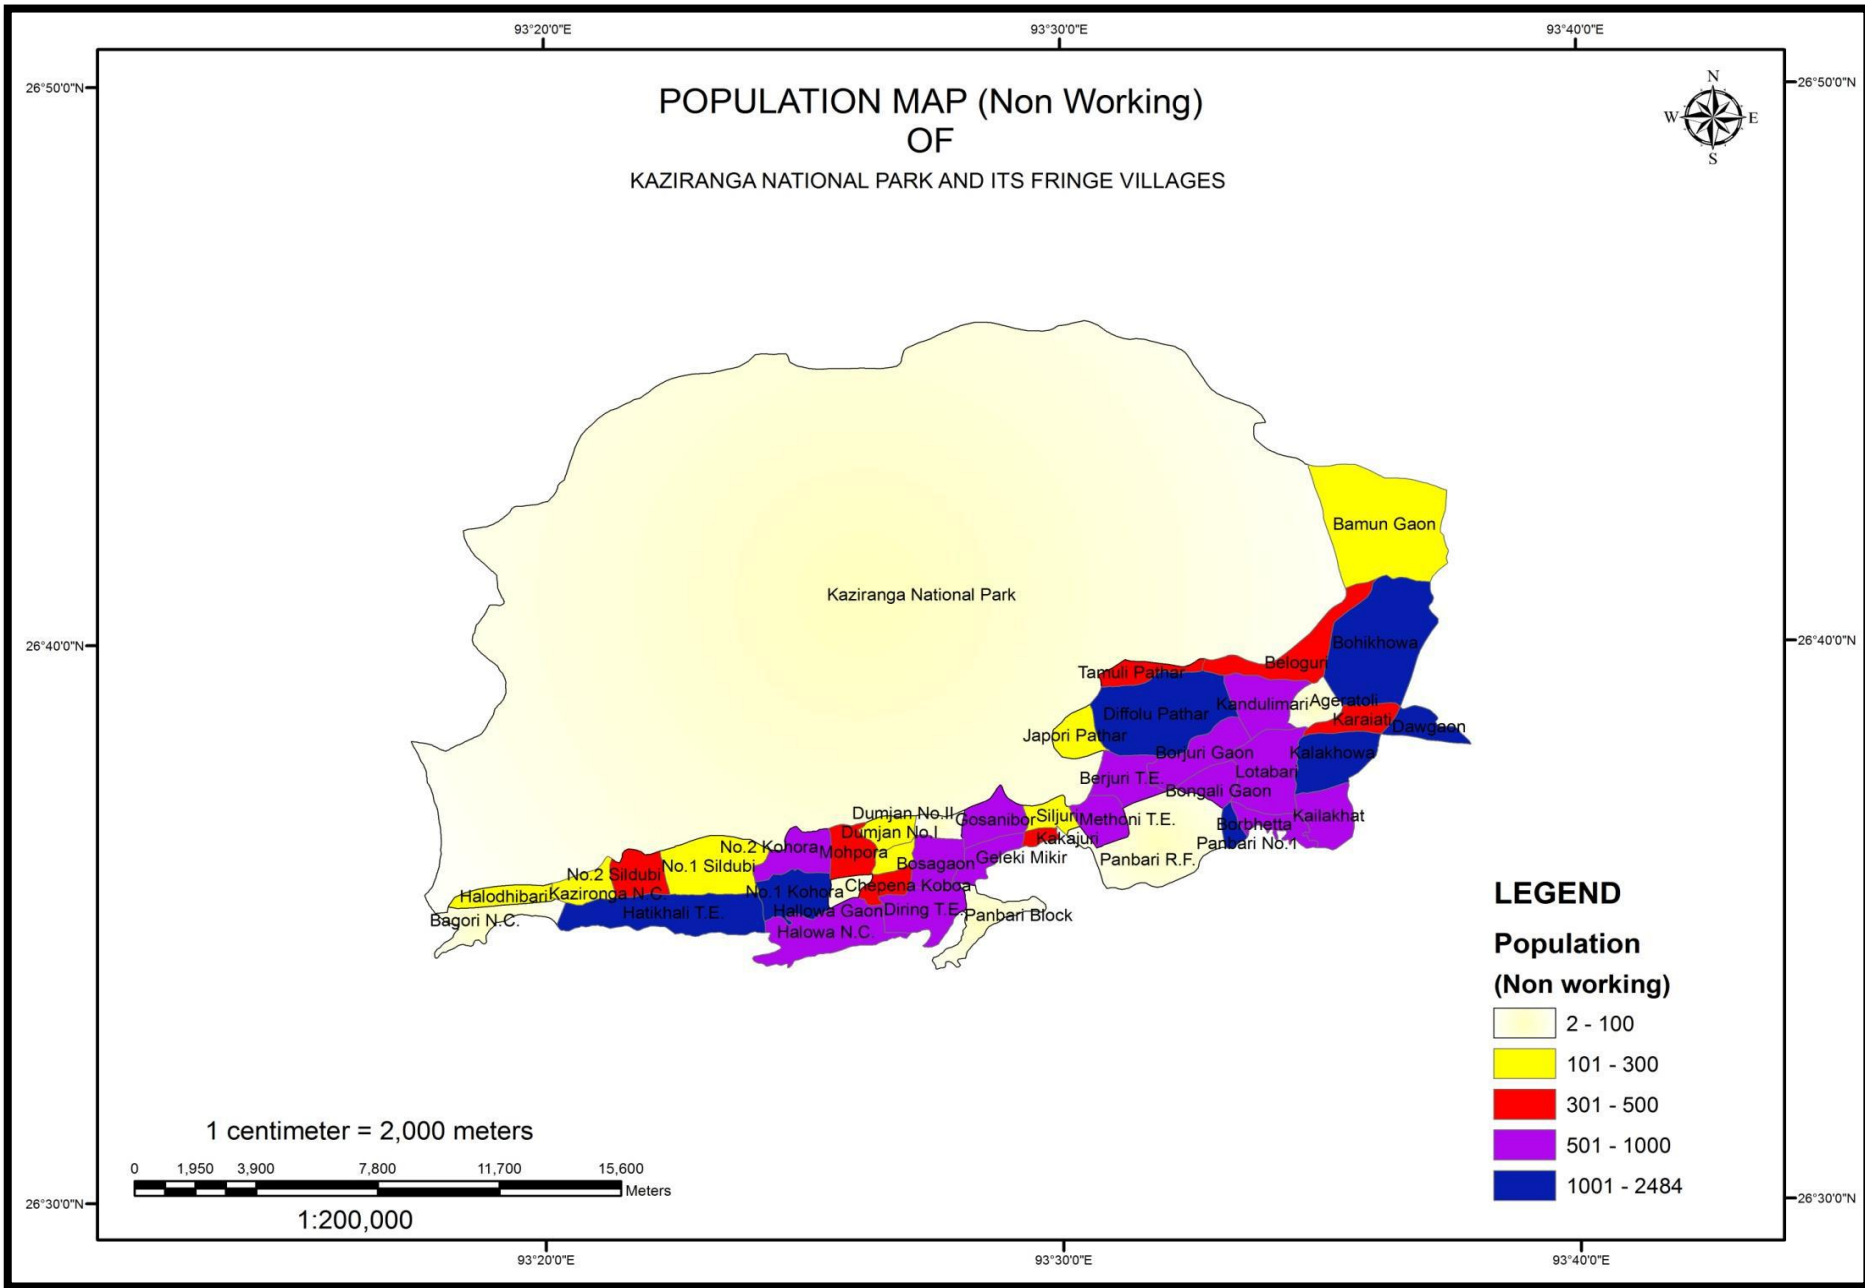 93°20'0"E
93°30'0"E
93°40'0"E
26°50'0"N
26°50'0"N
POPULATION MAP (Non Working)
OF
KAZIRANGA NATIONAL PARK AND ITS FRINGE VILLAGES
N
W
E
S
Bamun Gaon
Kaziranga National Park
26°40'0"N
26°40'0"N
Bohikhowa
Beloguri
Tamuli Pathar
Ageratoli
Kandulimari
Diffolu Pathar
Karaiati
Dawgaon
Japori Pathar
Borjuri Gaon
Kalakhowa
Lotabari
Berjuri T.E.
Bongali Gaon
Dumjan No.II
Gosanibor
Siljuri
Methoni T.E.
Kailakhat
Borbhetta
Dumjan No.I
Kakajuri
Panbari No.1
No.2 Kohora
Mohpora
Geleki Mikir
Panbari R.F.
Bosagaon
No.1 Sildubi
No.2 Sildubi
Chepena Koboa
No.1 Kohora
Kazironga N.C.
Halodhibari
Hallowa Gaon
Diring T.E.
Hatikhali T.E.
Panbari Block
Bagori N.C.
Halowa N.C.
LEGEND
Population
(Non working)
2 - 100
101 - 300
301 - 500
501 - 1000
1001 - 2484
1 centimeter = 2,000 meters
0 1,950 3,900 7,800 11,700 15,600
Meters
1:200,000
26°30'0"N
26°30'0"N
93°20'0"E
93°30'0"E
93°40'0"E